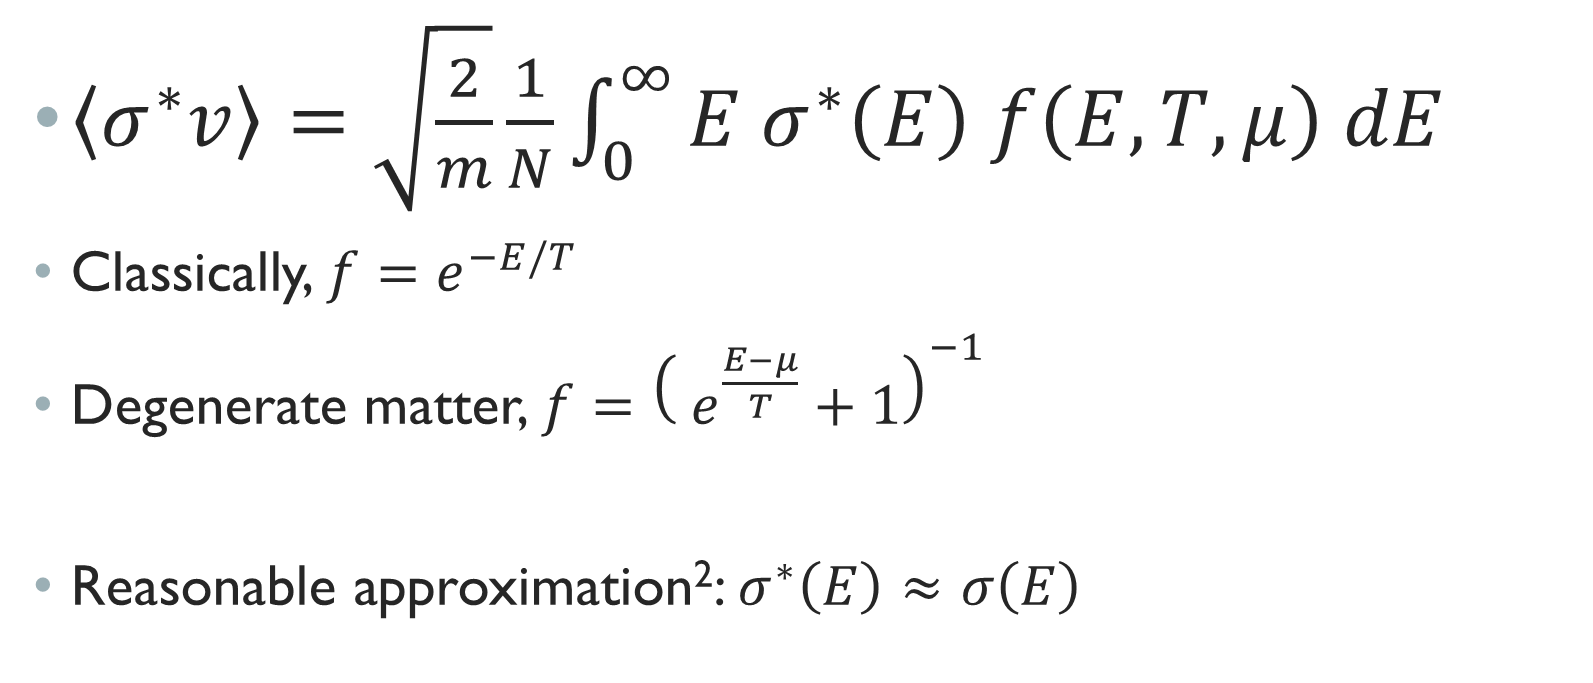 • ⟨σ*v⟩ = √(2/m) 1/N ∫₀^∞ E σ*(E) f(E, T, μ) dE
• Classically, f = e^(−E/T)
• Degenerate matter, f = (e^((E−μ)/T) + 1)^(−1)
• Reasonable approximation²: σ*(E) ≈ σ(E)